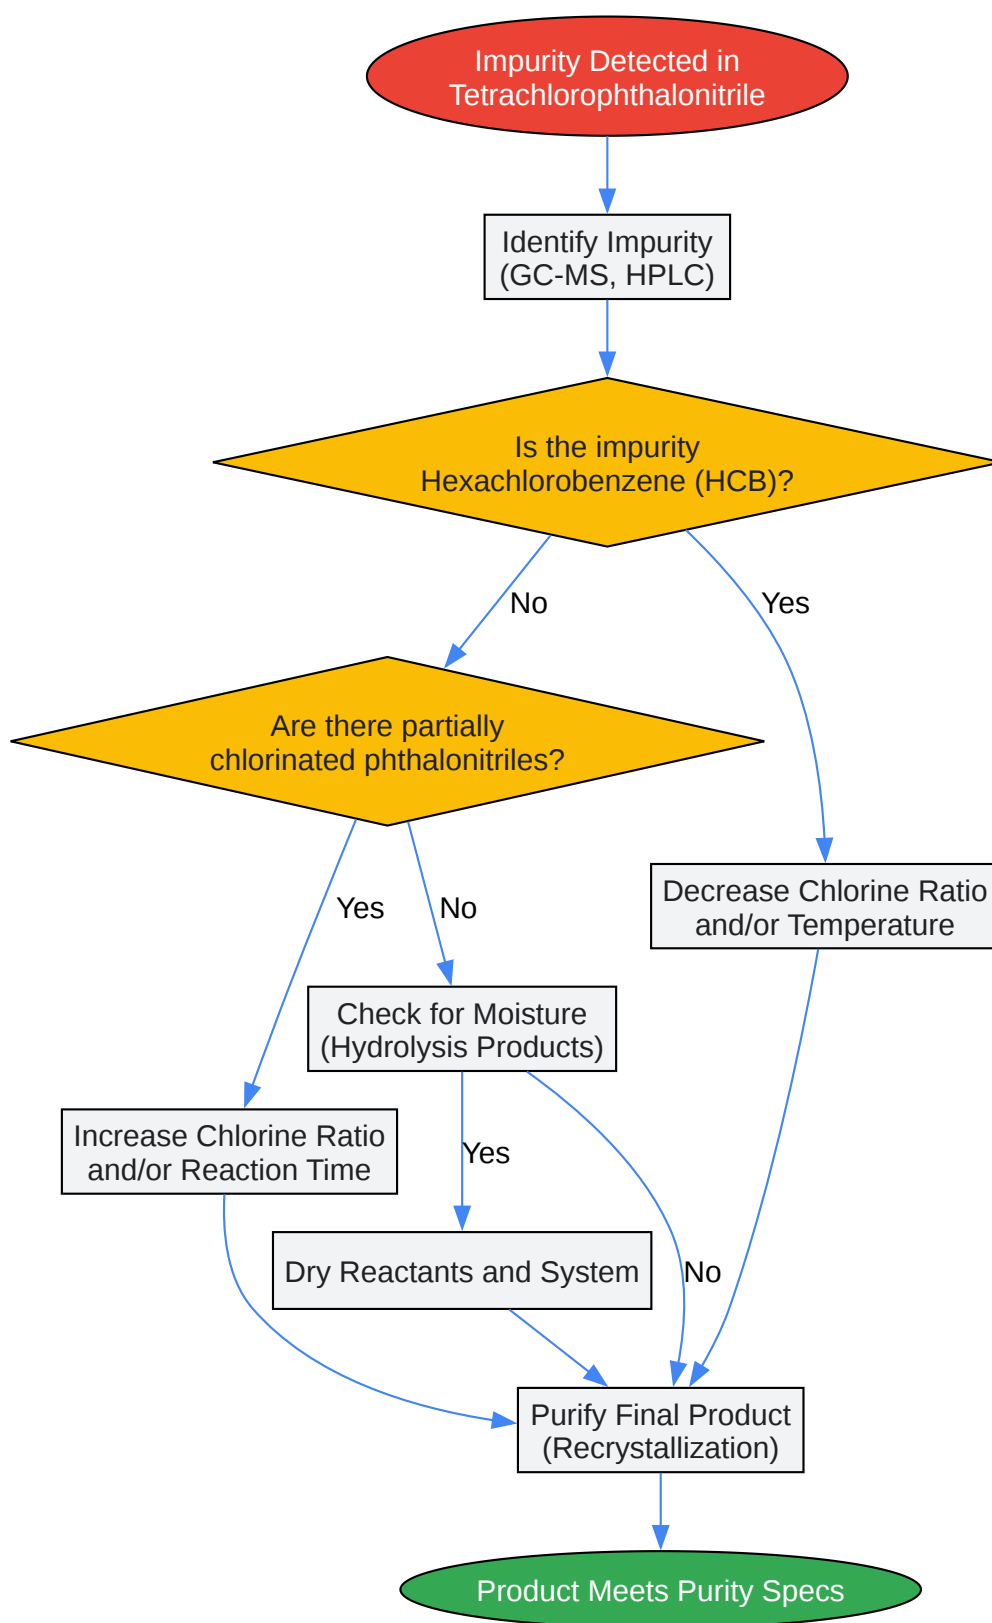 Impurity Detected in
Tetrachlorophthalonitrile
Identify Impurity
(GC-MS, HPLC)
Is the impurity
Hexachlorobenzene (HCB)?
No
Yes
Are there partially
chlorinated phthalonitriles?
Yes
No
Decrease Chlorine Ratio
and/or Temperature
Check for Moisture
(Hydrolysis Products)
Increase Chlorine Ratio
and/or Reaction Time
Yes
Dry Reactants and System
No
Purify Final Product
(Recrystallization)
Product Meets Purity Specs